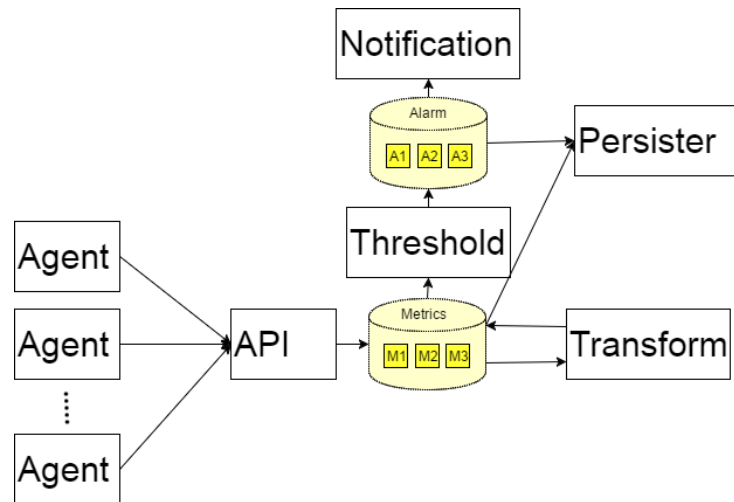 Notification
Alarm
A1 A2 A3
Persister
Threshold
Agent
Metrics
Agent
API
M1 M2 M3
Transform
Agent